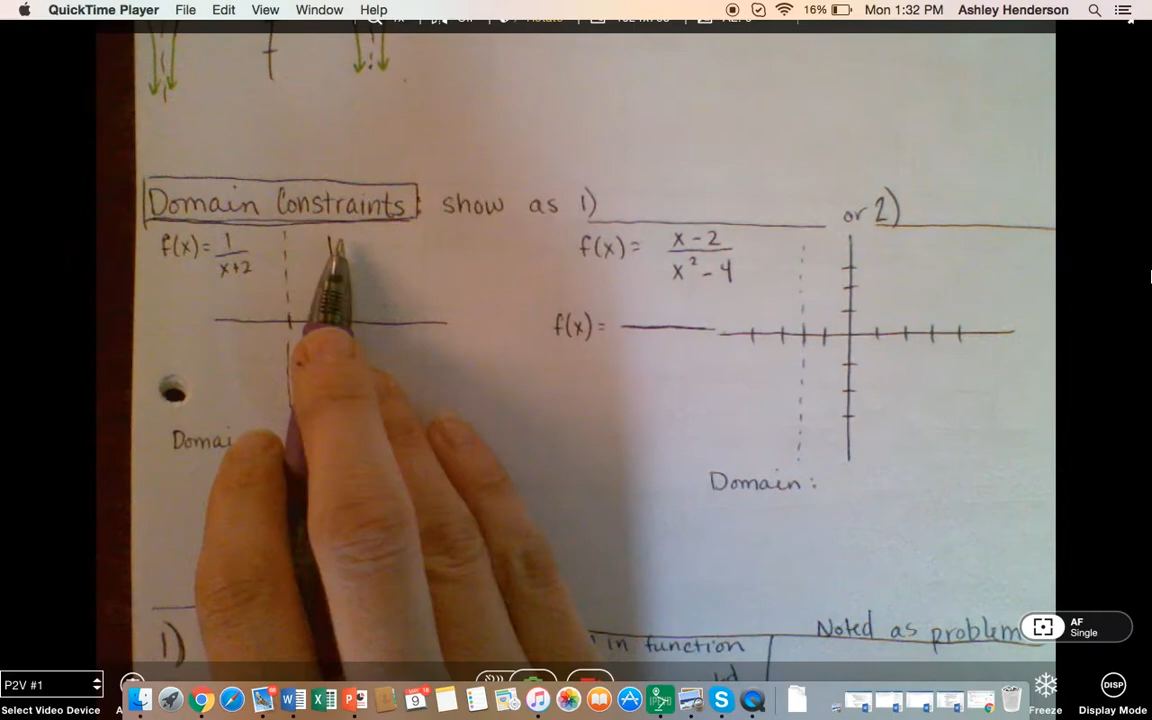 QuickTime Player File Edit View Window Help 16% Mon 1:32 PM Ashley Henderson
Domain Constraints: show as 1) or 2)
f(x) = 1/(x+2)
f(x) = (x-2)/(x²-4)
f(x) =
Domai
Domain:
1)
in function
Noted as problem
P2V #1
AF
Single
Select Video Device
Freeze
Display Mode